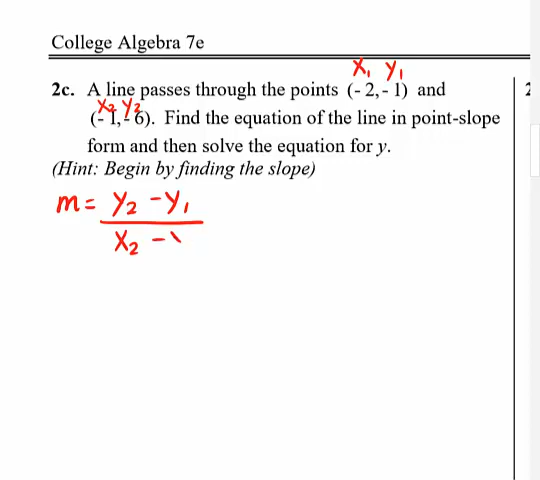 College Algebra 7e
x₁ y₁
2c. A line passes through the points (- 2,- 1) and
x₂ y₂
(- 1,- 6). Find the equation of the line in point-slope
form and then solve the equation for y.
(Hint: Begin by finding the slope)
m = y₂ - y₁
x₂ -